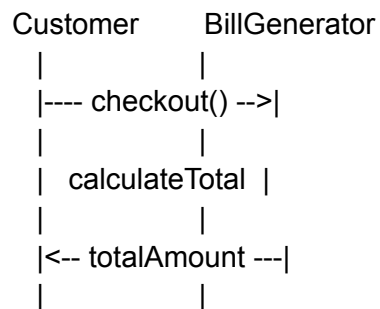 Customer BillGenerator
| |
|---- checkout() -->|
| |
| calculateTotal |
| |
|<-- totalAmount ---|
| |